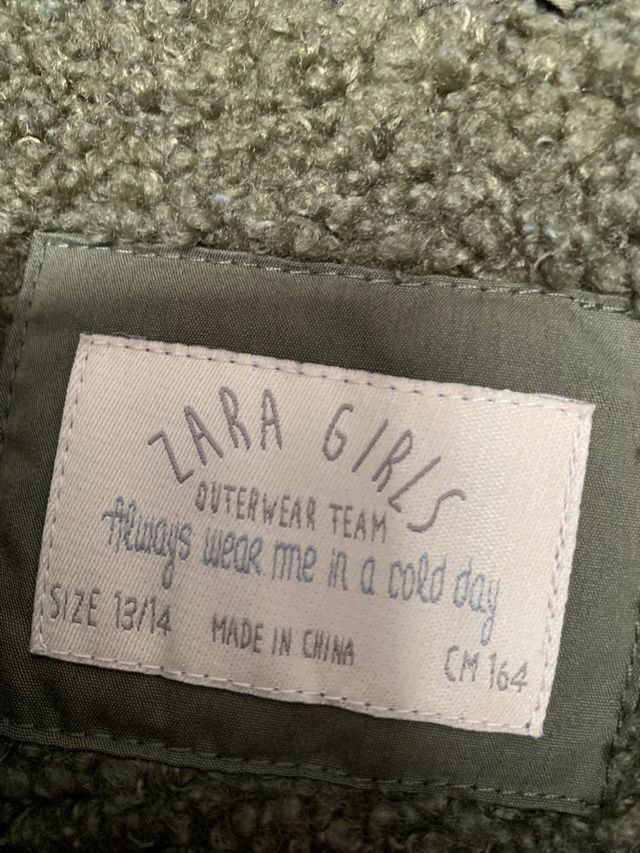 ZARA GIRLS
OUTERWEAR TEAM
Always wear me in a cold day
SIZE 13/14 MADE IN CHINA CM 164